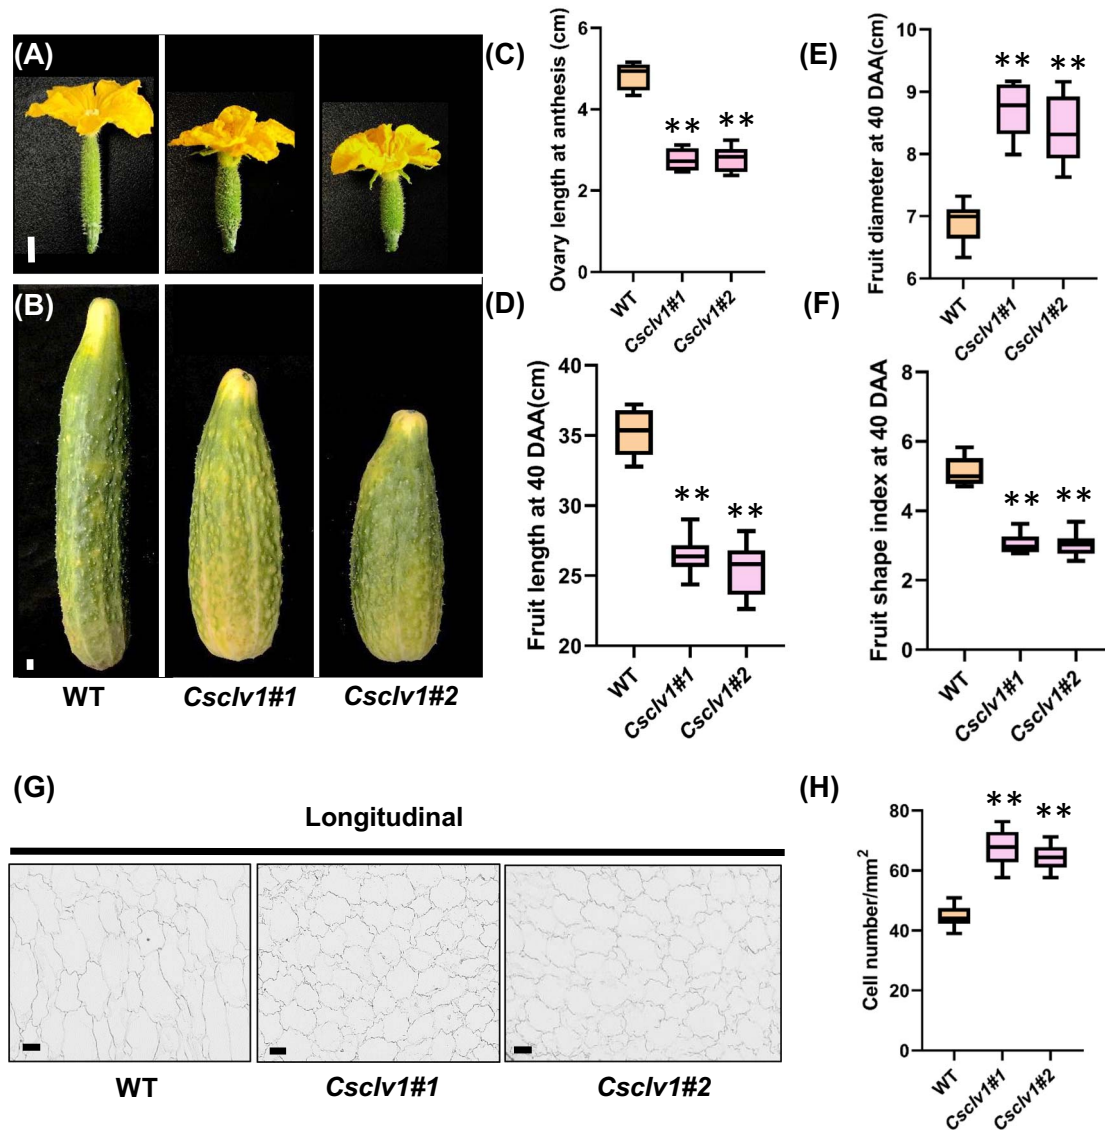 (A)
(B)
WT
Csclv1#1
Csclv1#2
(C)
Ovary length at anthesis (cm)
6
4
2
0
WT
Csclv1#1
Csclv1#2
** **
(D)
Fruit length at 40 DAA(cm)
40
35
30
25
20
WT
Csclv1#1
Csclv1#2
**
**
(E)
Fruit diameter at 40 DAA(cm)
10
9
8
7
6
WT
Csclv1#1
Csclv1#2
** **
(F)
Fruit shape index at 40 DAA
8
6
4
2
0
WT
Csclv1#1
Csclv1#2
** **
(G)
Longitudinal
WT
Csclv1#1
Csclv1#2
(H)
Cell number/mm²
80
60
40
20
0
WT
Csclv1#1
Csclv1#2
**
**